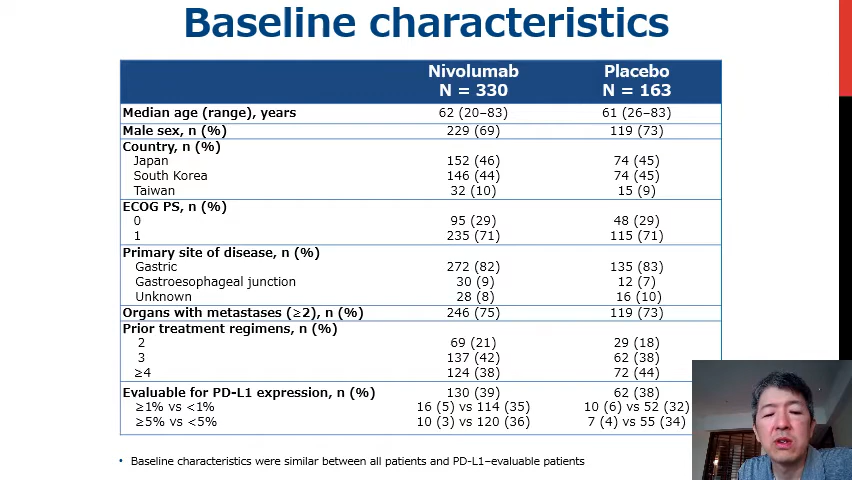 Baseline characteristics
Nivolumab Placebo
N = 330 N = 163
Median age (range), years 62 (20–83) 61 (26–83)
Male sex, n (%) 229 (69) 119 (73)
Country, n (%)
Japan 152 (46) 74 (45)
South Korea 146 (44) 74 (45)
Taiwan 32 (10) 15 (9)
ECOG PS, n (%)
0 95 (29) 48 (29)
1 235 (71) 115 (71)
Primary site of disease, n (%)
Gastric 272 (82) 135 (83)
Gastroesophageal junction 30 (9) 12 (7)
Unknown 28 (8) 16 (10)
Organs with metastases (≥2), n (%) 246 (75) 119 (73)
Prior treatment regimens, n (%)
2 69 (21) 29 (18)
3 137 (42) 62 (38)
≥4 124 (38) 72 (44)
Evaluable for PD-L1 expression, n (%) 130 (39) 62 (38)
≥1% vs <1% 16 (5) vs 114 (35) 10 (6) vs 52 (32)
≥5% vs <5% 10 (3) vs 120 (36) 7 (4) vs 55 (34)
• Baseline characteristics were similar between all patients and PD-L1–evaluable patients